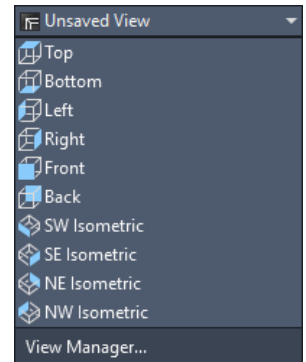 Unsaved View
Top
Bottom
Left
Right
Front
Back
SW Isometric
SE Isometric
NE Isometric
NW Isometric
View Manager...